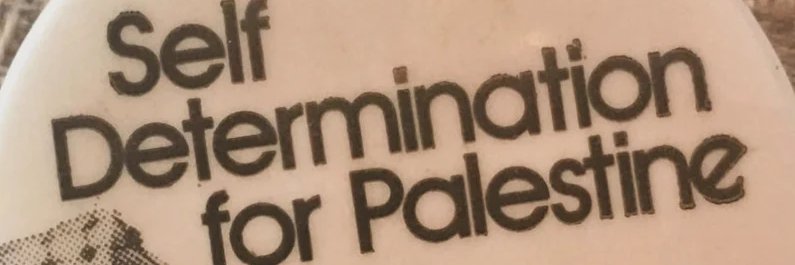 Self
Determination
for Palestine